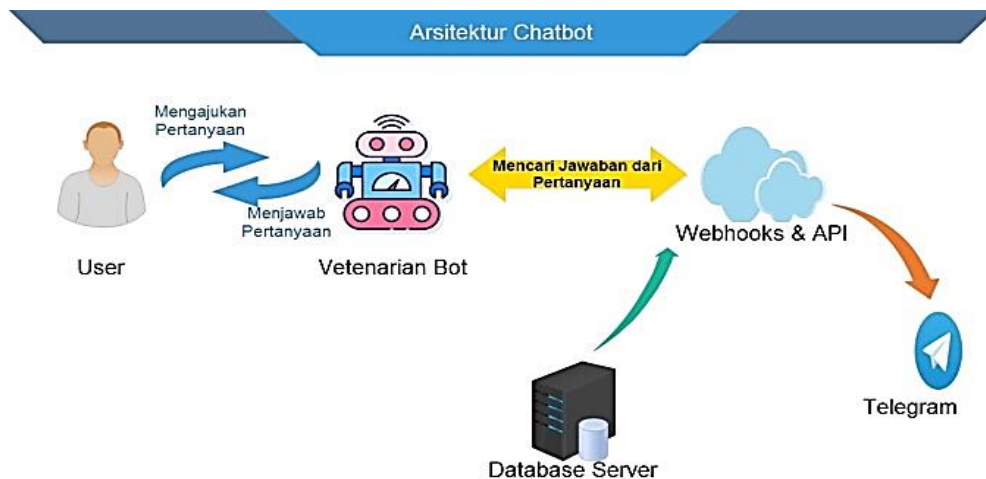 Arsitektur Chatbot
Mengajukan
Pertanyaan
Menjawab
Pertanyaan
User
Vetenarian Bot
Mencari Jawaban dari
Pertanyaan
Webhooks & API
Database Server
Telegram